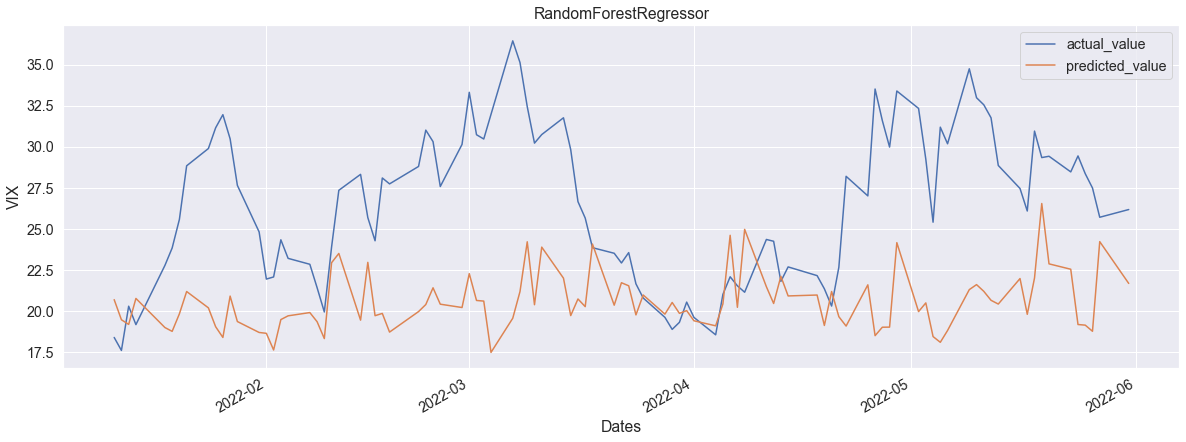 RandomForestRegressor
actual_value
predicted_value
VIX
35.0
32.5
30.0
27.5
25.0
22.5
20.0
17.5
2022-02
2022-03
2022-04
2022-05
2022-06
Dates